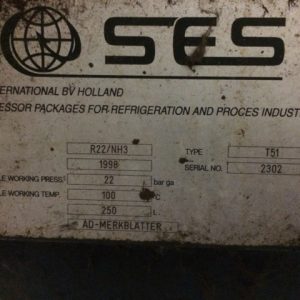 SES
TERNATIONAL BV HOLLAND
ESSOR PACKAGES FOR REFRIGERATION AND PROCES INDUST
R22/NH3 TYPE T51
1998 SERIAL NO. 2302
LE WORKING PRESS. 22 bar ga
LE WORKING TEMP. 100 °C
250 L.
AD-MERKBLATTER